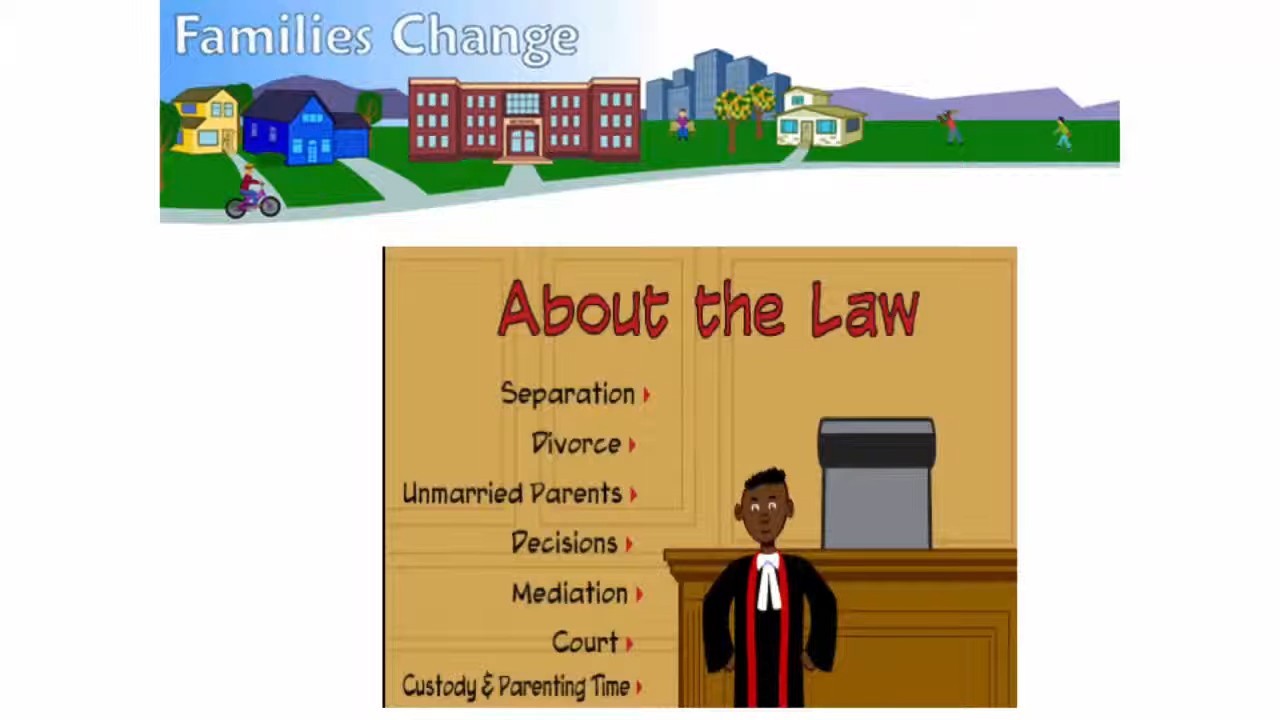 Families Change
About the Law
Separation
Divorce
Unmarried Parents
Decisions
Mediation
Court
Custody & Parenting Time